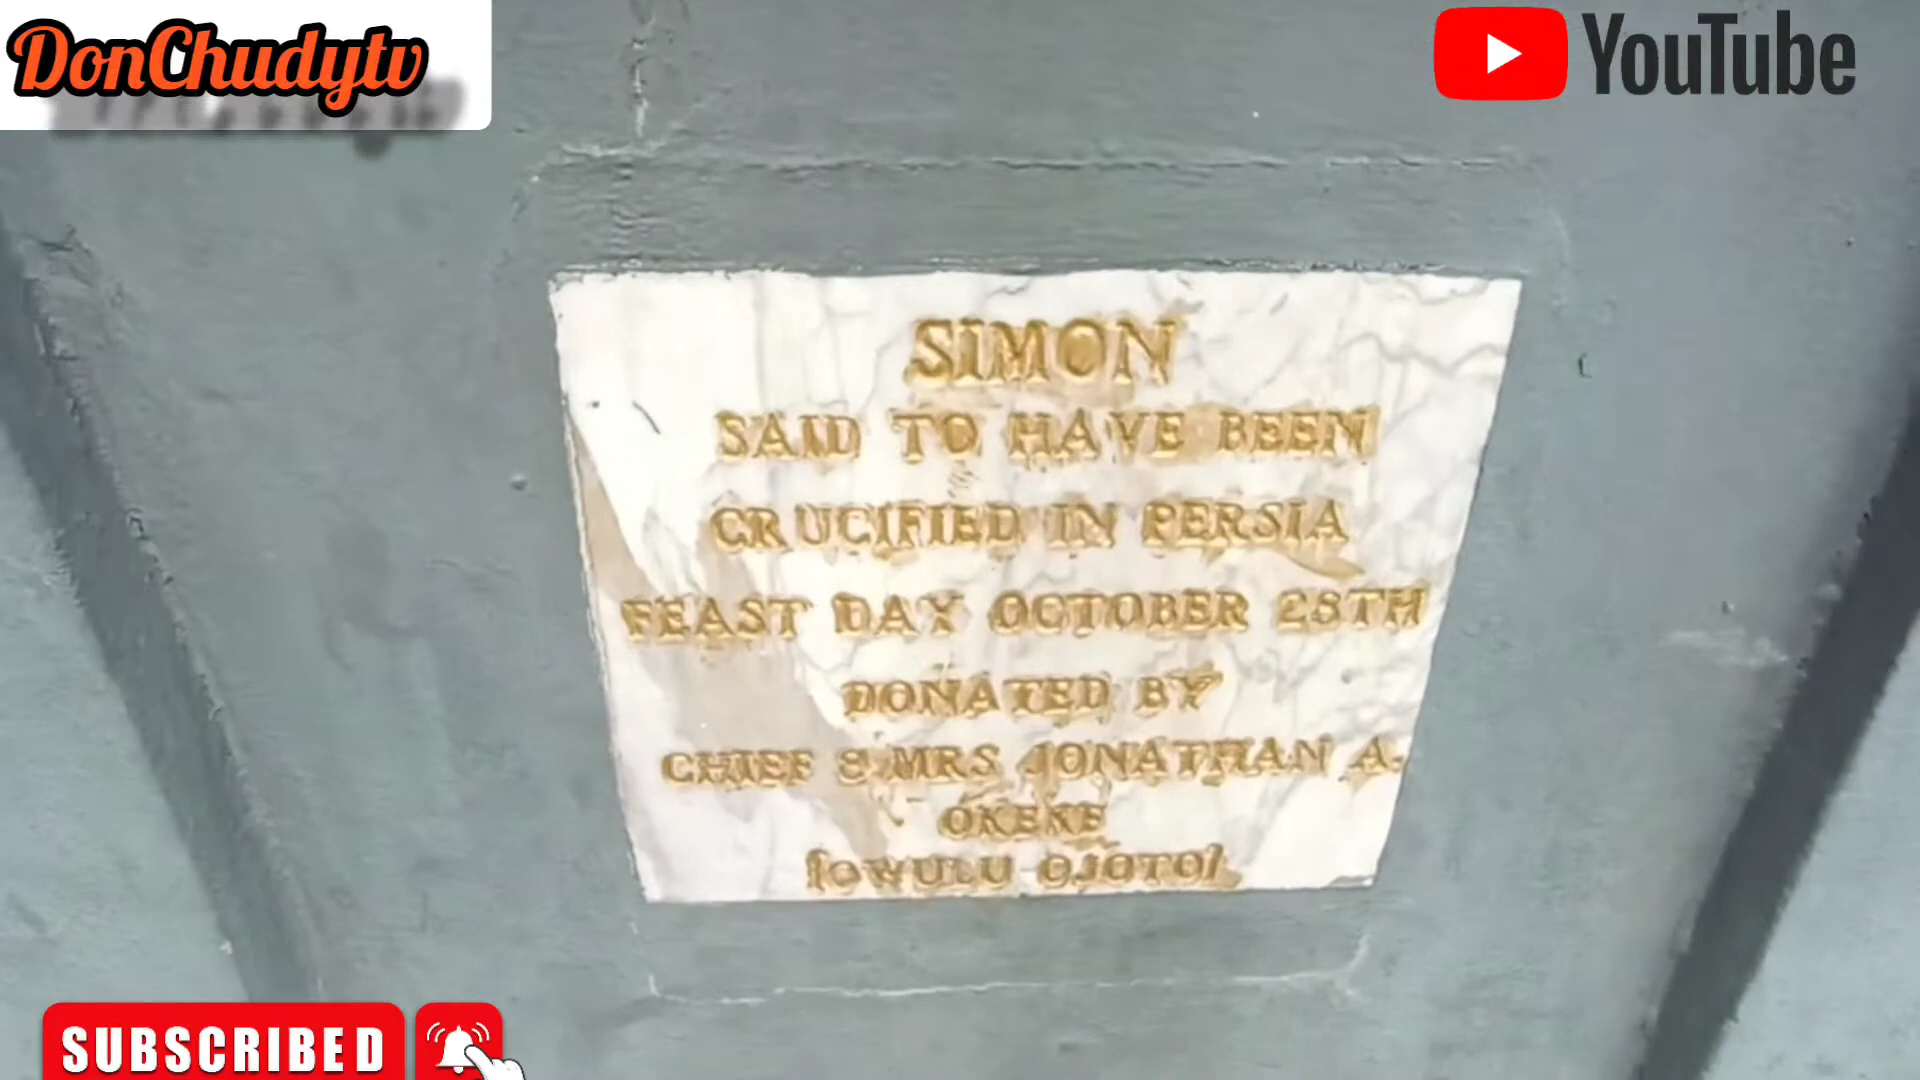 DonChudytv
YouTube
SIMON
SAID TO HAVE BEEN
CRUCIFIED IN PERSIA
FEAST DAY OCTOBER 28TH
DONATED BY
CHIEF & MRS JONATHAN A.
OKEKE
[OWULU OJOTO]
SUBSCRIBED